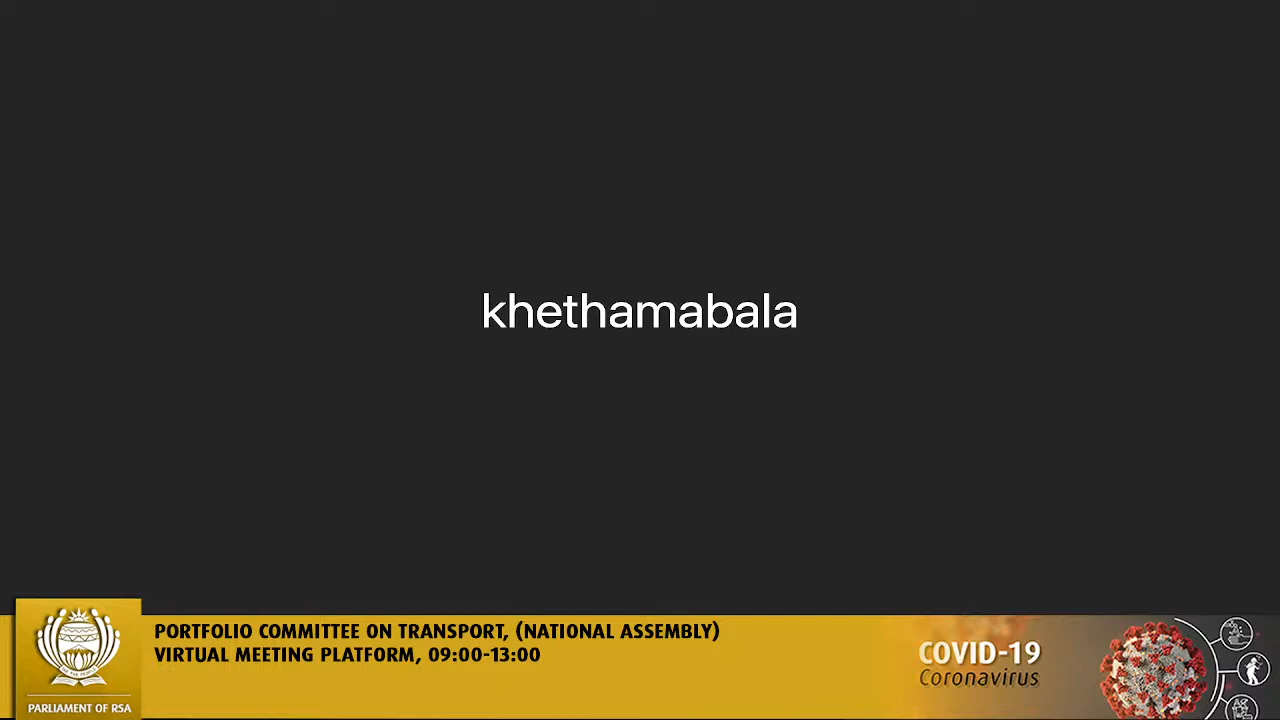 khethamabala
PORTFOLIO COMMITTEE ON TRANSPORT, (NATIONAL ASSEMBLY)
VIRTUAL MEETING PLATFORM, 09:00-13:00
COVID-19
Coronavirus
PARLIAMENT OF RSA